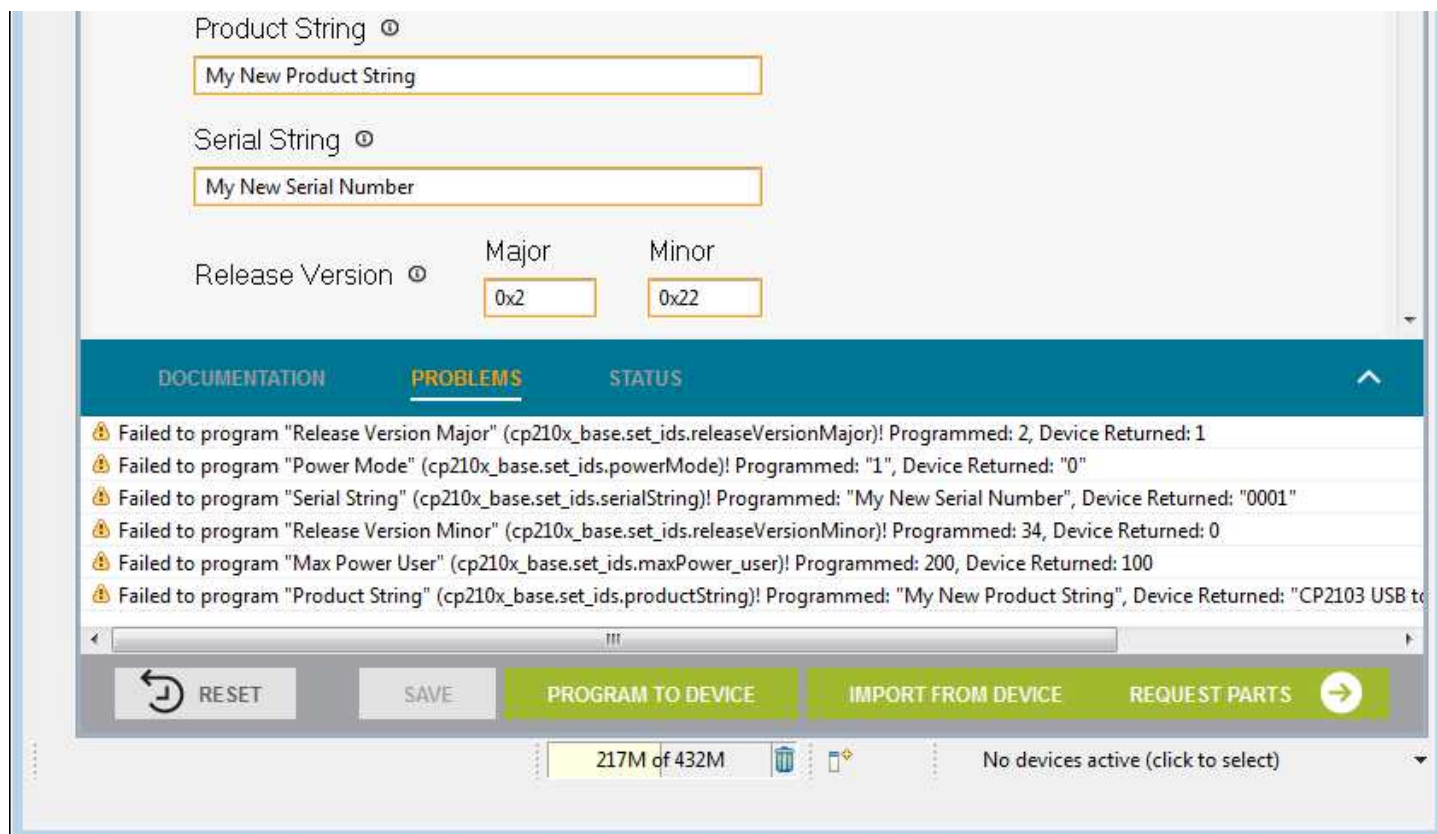 Product String
My New Product String
Serial String
My New Serial Number
Major Minor
Release Version
0x2 0x22
DOCUMENTATION PROBLEMS STATUS
Failed to program "Release Version Major" (cp210x_base.set_ids.releaseVersionMajor)! Programmed: 2, Device Returned: 1
Failed to program "Power Mode" (cp210x_base.set_ids.powerMode)! Programmed: "1", Device Returned: "0"
Failed to program "Serial String" (cp210x_base.set_ids.serialString)! Programmed: "My New Serial Number", Device Returned: "0001"
Failed to program "Release Version Minor" (cp210x_base.set_ids.releaseVersionMinor)! Programmed: 34, Device Returned: 0
Failed to program "Max Power User" (cp210x_base.set_ids.maxPower_user)! Programmed: 200, Device Returned: 100
Failed to program "Product String" (cp210x_base.set_ids.productString)! Programmed: "My New Product String", Device Returned: "CP2103 USB to
RESET SAVE PROGRAM TO DEVICE IMPORT FROM DEVICE REQUEST PARTS
217M of 432M No devices active (click to select)